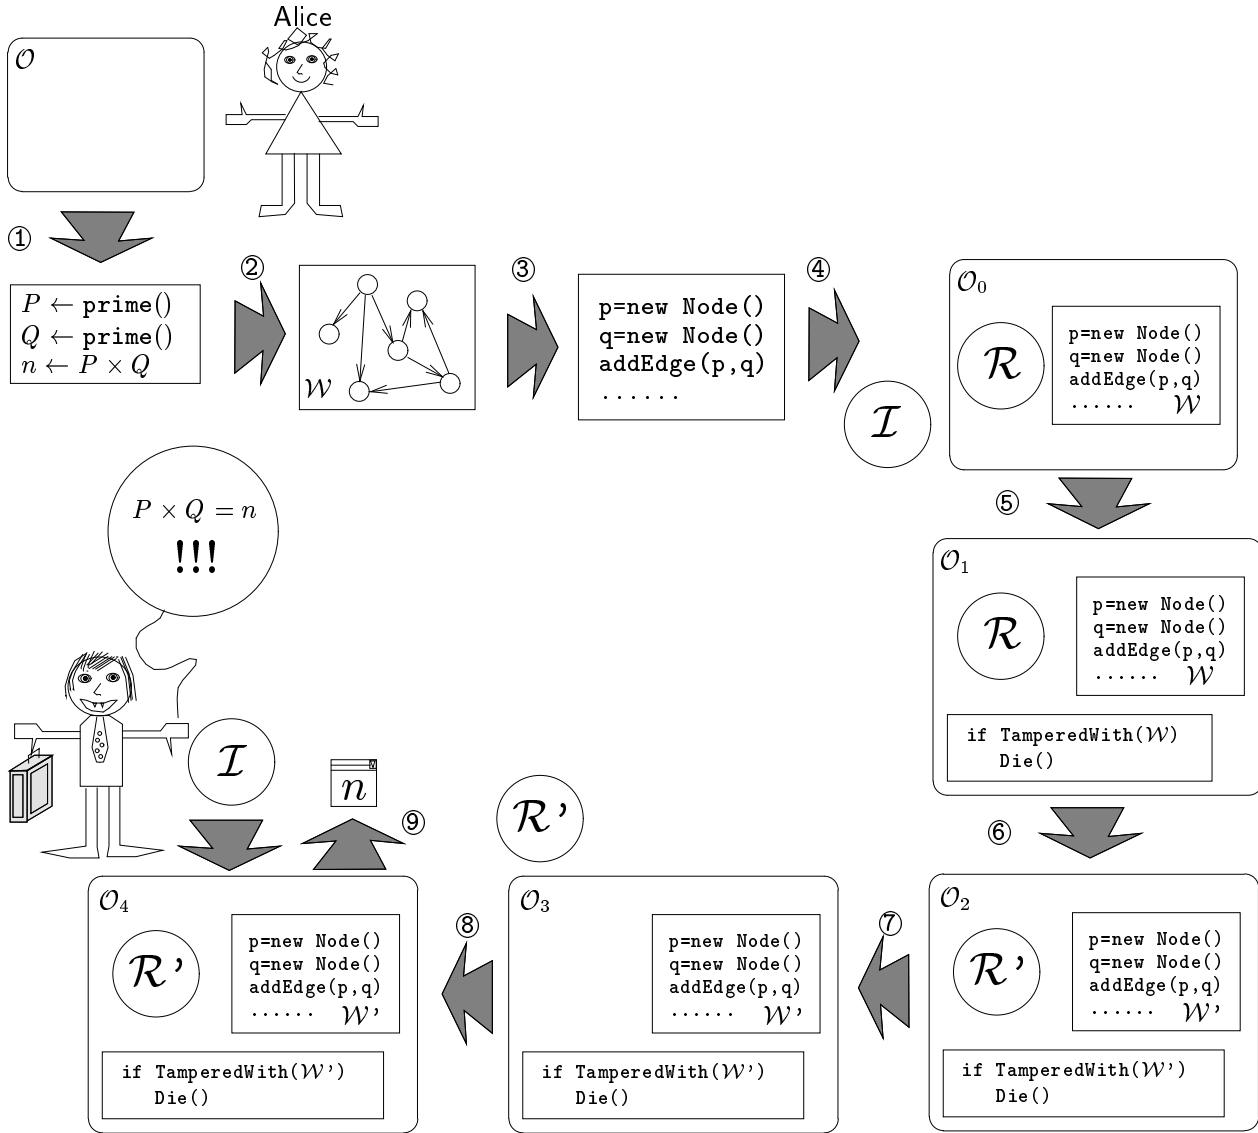 Alice
𝒪
①
P ← prime()
Q ← prime()
n ← P × Q
②
𝒲
③
p=new Node()
q=new Node()
addEdge(p,q)
......
④
ℐ
𝒪₀
ℛ
p=new Node()
q=new Node()
addEdge(p,q)
...... 𝒲
⑤
𝒪₁
ℛ
p=new Node()
q=new Node()
addEdge(p,q)
...... 𝒲
if TamperedWith(𝒲)
Die()
⑥
𝒪₂
ℛ'
p=new Node()
q=new Node()
addEdge(p,q)
...... 𝒲'
if TamperedWith(𝒲')
Die()
⑦
ℛ'
𝒪₃
p=new Node()
q=new Node()
addEdge(p,q)
...... 𝒲'
if TamperedWith(𝒲')
Die()
⑧
𝒪₄
ℛ'
p=new Node()
q=new Node()
addEdge(p,q)
...... 𝒲'
if TamperedWith(𝒲')
Die()
ℐ
⑨
n
P × Q = n
!!!